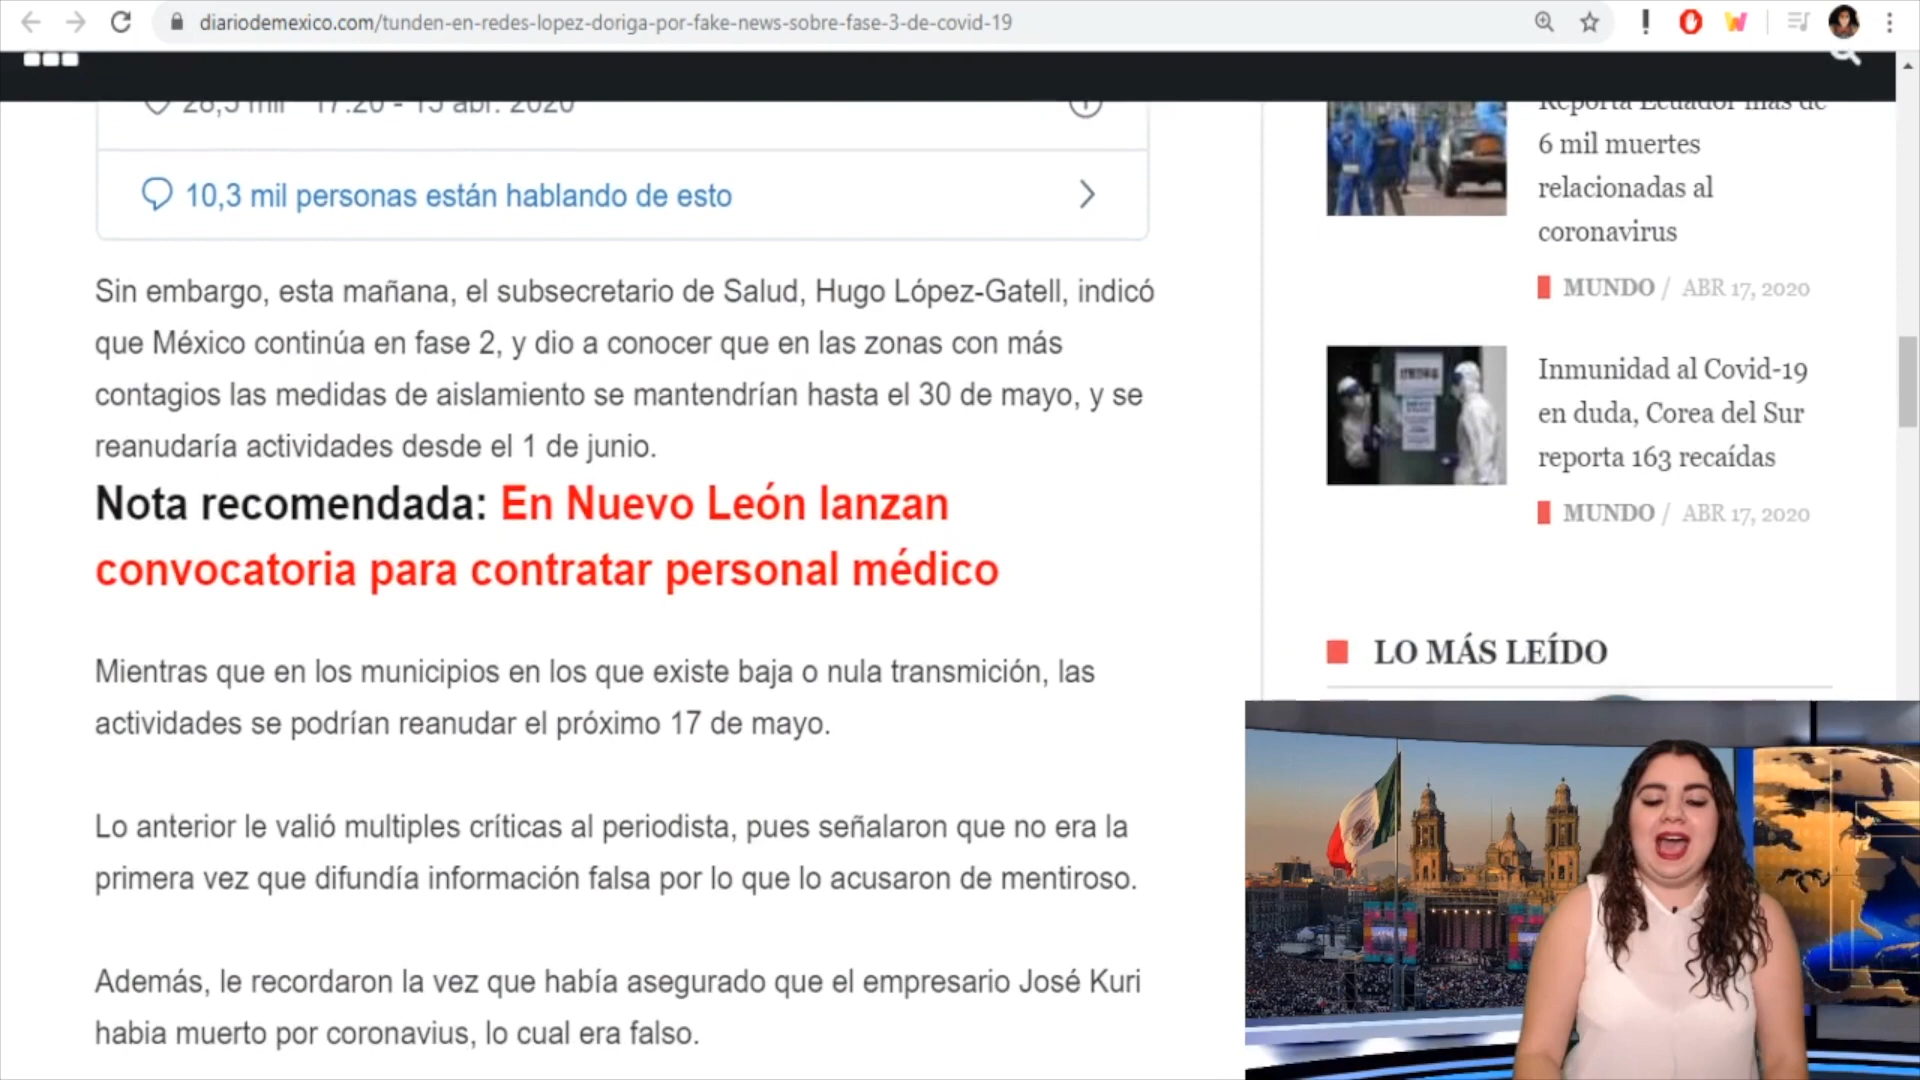 diariodemexico.com/tunden-en-redes-lopez-doriga-por-fake-news-sobre-fase-3-de-covid-19
28,5 mil 17:20 - 15 abr. 2020
10,3 mil personas están hablando de esto
Sin embargo, esta mañana, el subsecretario de Salud, Hugo López-Gatell, indicó
que México continúa en fase 2, y dio a conocer que en las zonas con más
contagios las medidas de aislamiento se mantendrían hasta el 30 de mayo, y se
reanudaría actividades desde el 1 de junio.
Nota recomendada: En Nuevo León lanzan
convocatoria para contratar personal médico
Mientras que en los municipios en los que existe baja o nula transmición, las
actividades se podrían reanudar el próximo 17 de mayo.
Lo anterior le valió multiples críticas al periodista, pues señalaron que no era la
primera vez que difundía información falsa por lo que lo acusaron de mentiroso.
Además, le recordaron la vez que había asegurado que el empresario José Kuri
habia muerto por coronavius, lo cual era falso.
Reporta Ecuador más de
6 mil muertes
relacionadas al
coronavirus
MUNDO / ABR 17, 2020
Inmunidad al Covid-19
en duda, Corea del Sur
reporta 163 recaídas
MUNDO / ABR 17, 2020
LO MÁS LEÍDO